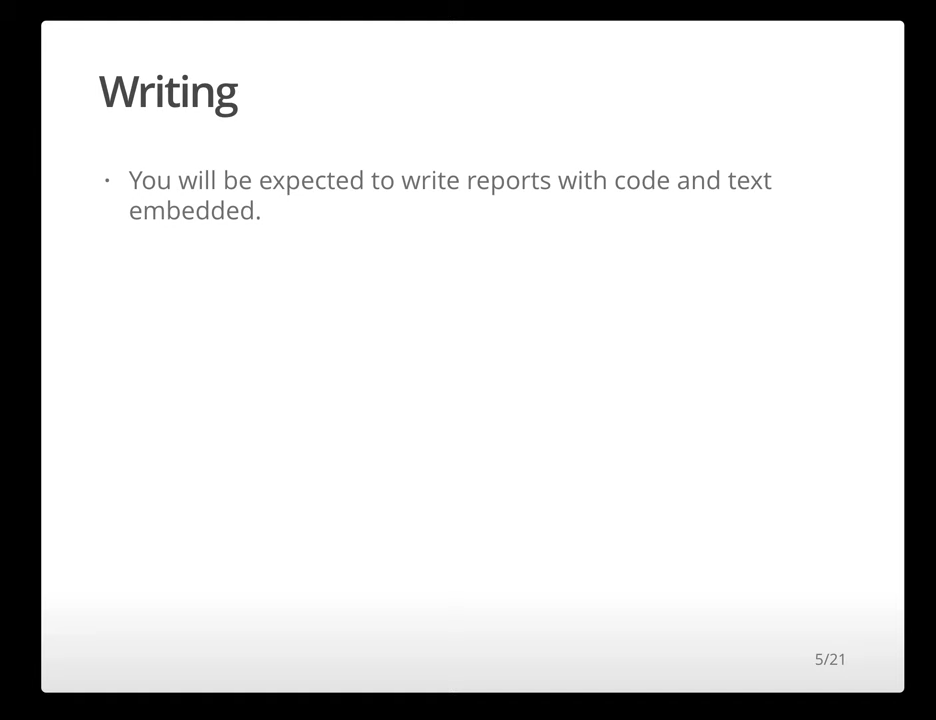 Writing
· You will be expected to write reports with code and text
embedded.
5/21